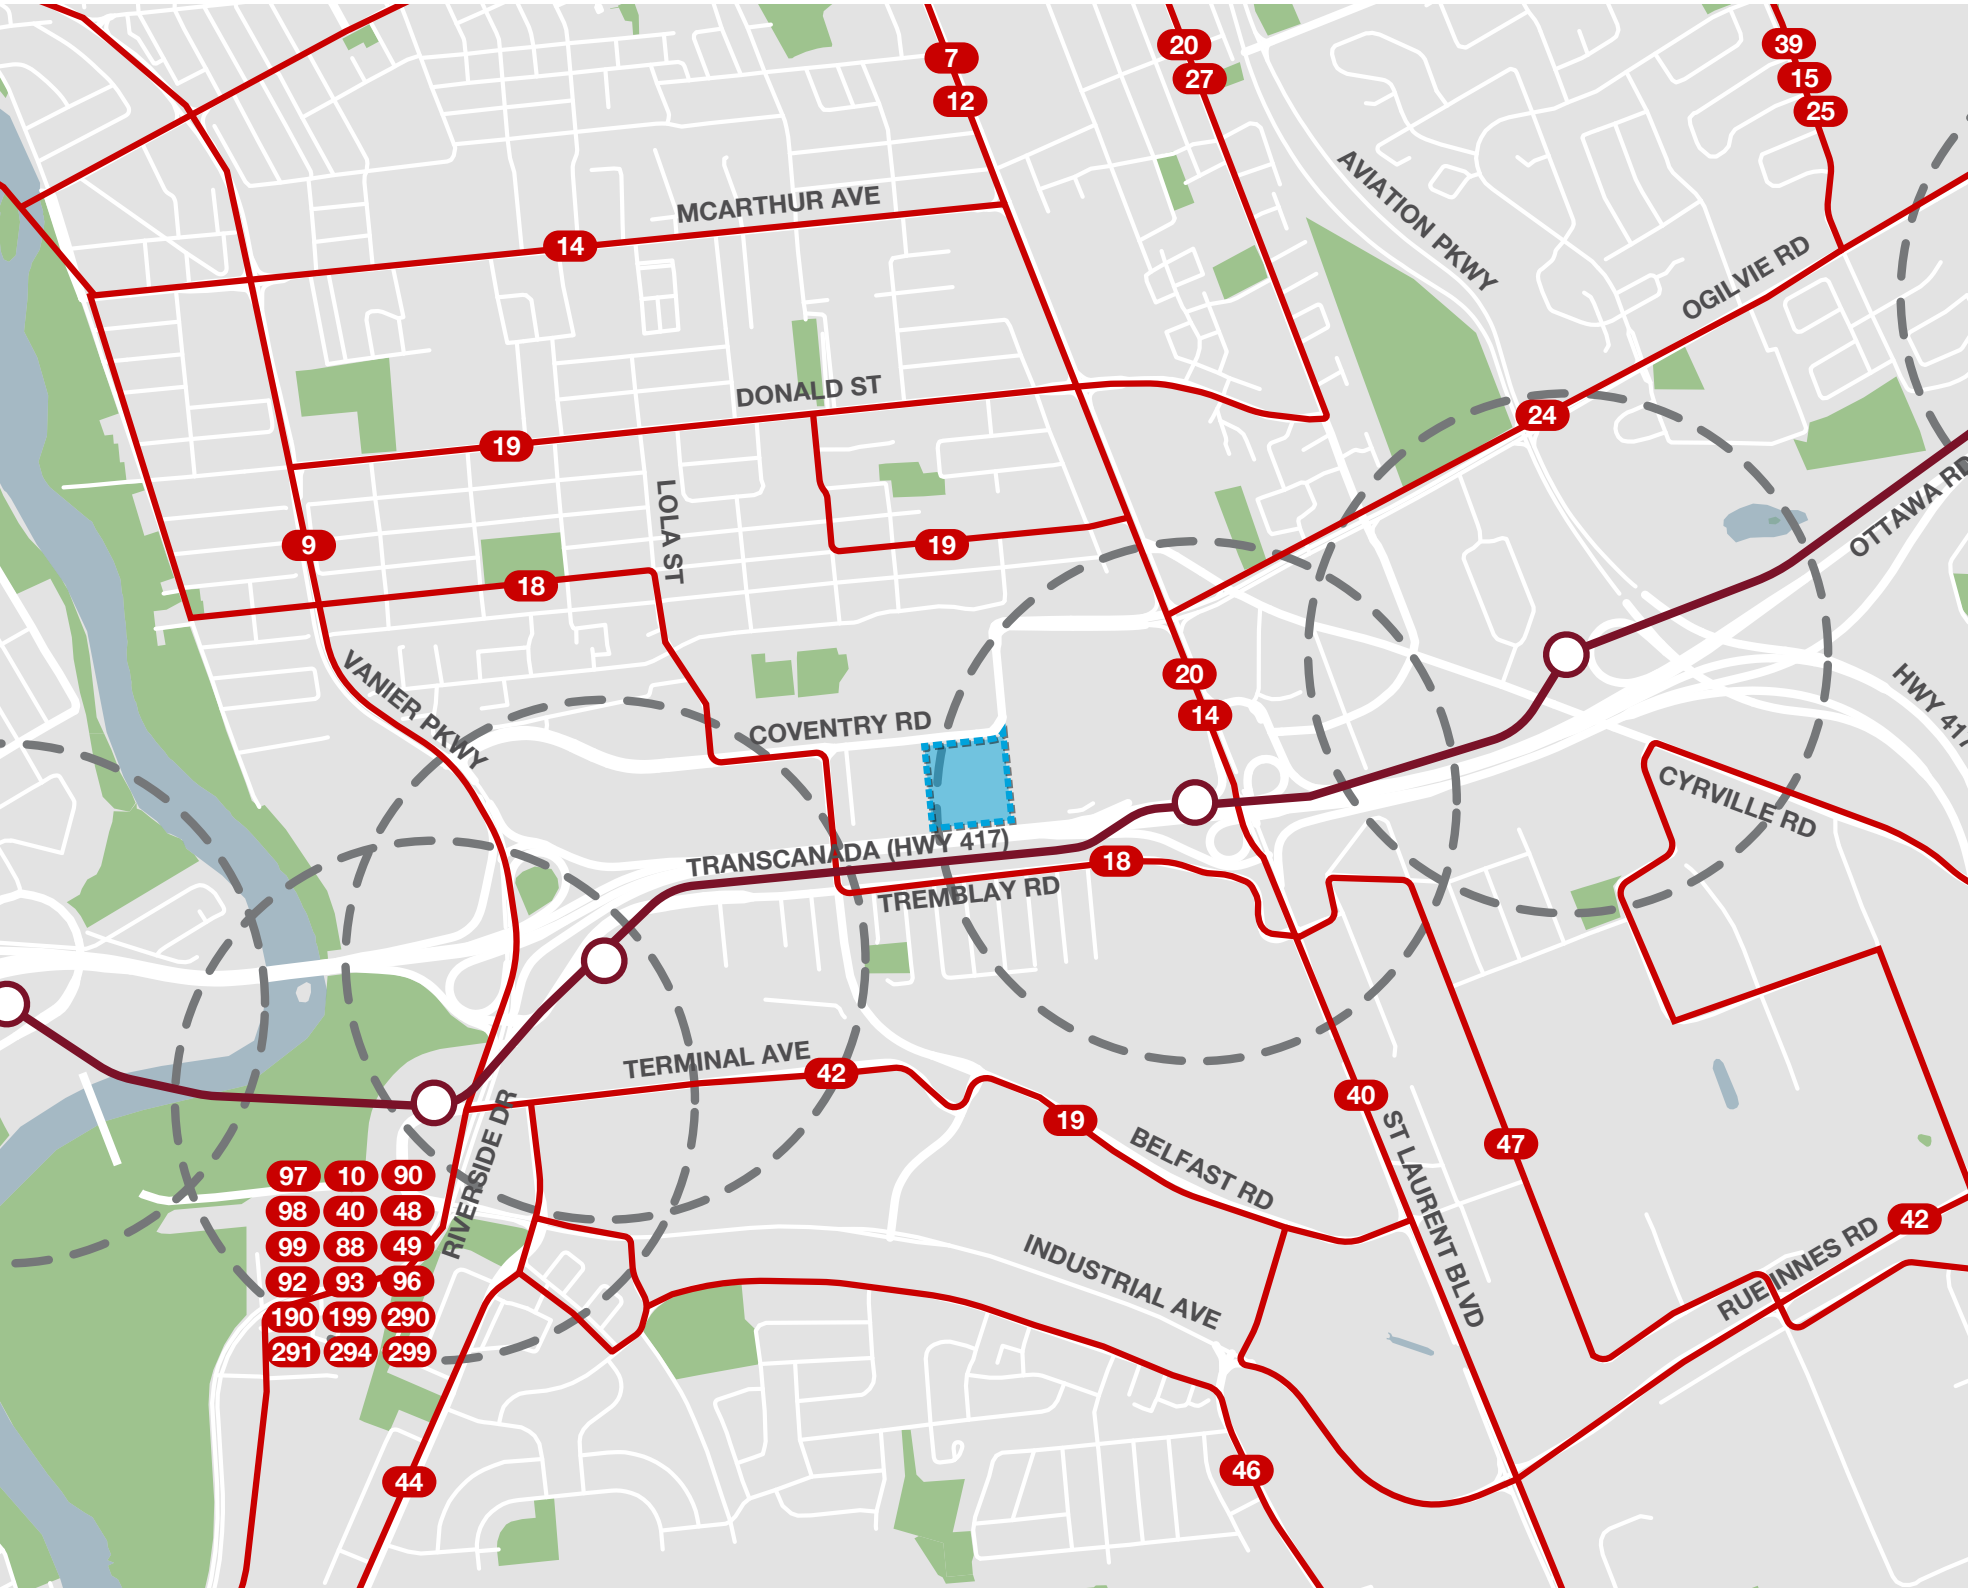 7
12
20
27
39
15
25
AVIATION PKWY
MCARTHUR AVE
14
OGILVIE RD
DONALD ST
24
19
LOLA ST
9
19
18
OTTAWA RD
VANIER PKWY
20
14
HWY 417
COVENTRY RD
CYRVILLE RD
TRANSCANADA (HWY 417)
18
TREMBLAY RD
TERMINAL AVE
42
40
19
ST LAURENT BLVD
47
BELFAST RD
RIVERSIDE DR
97 10 90
98 40 48
99 88 49
92 93 96
190 199 290
291 294 299
INDUSTRIAL AVE
RUE INNES RD
42
44
46